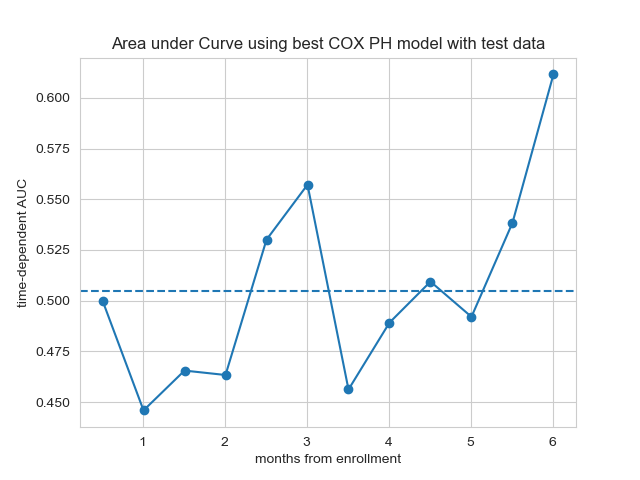 Area under Curve using best COX PH model with test data
time-dependent AUC
0.600
0.575
0.550
0.525
0.500
0.475
0.450
1 2 3 4 5 6
months from enrollment